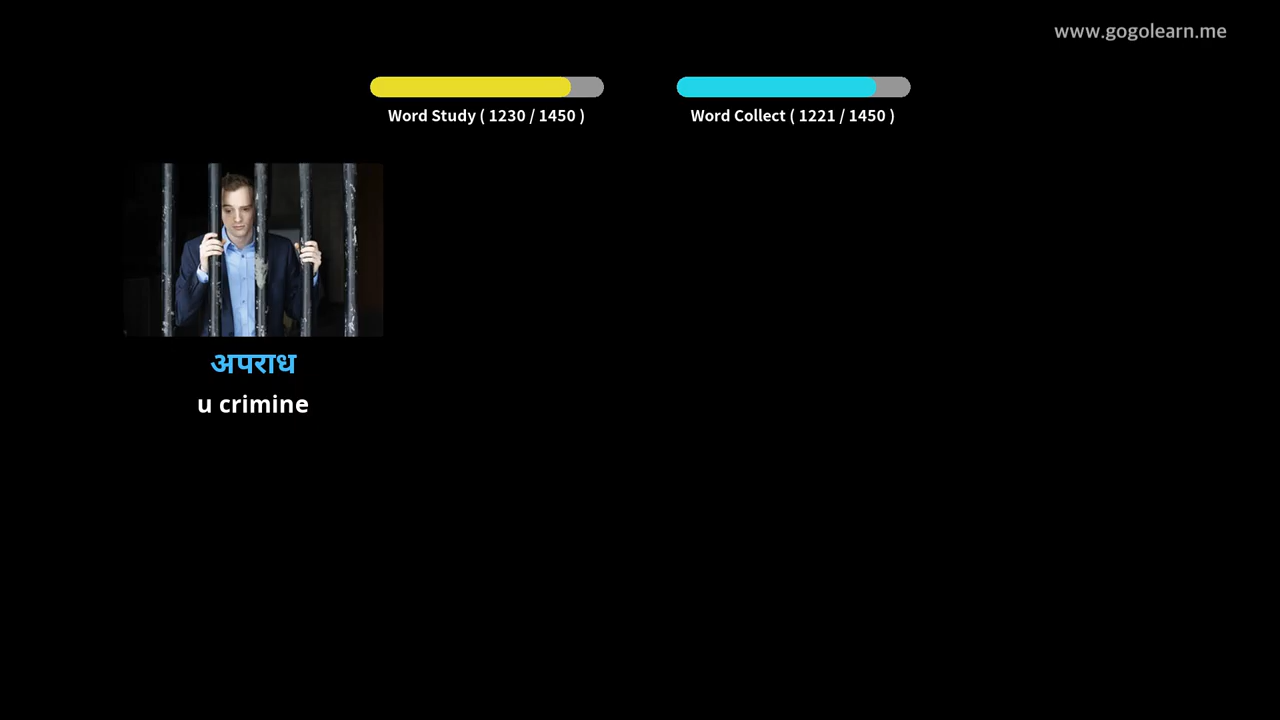 www.gogolearn.me
Word Study ( 1230 / 1450 )
Word Collect ( 1221 / 1450 )
अपराध
u crimine